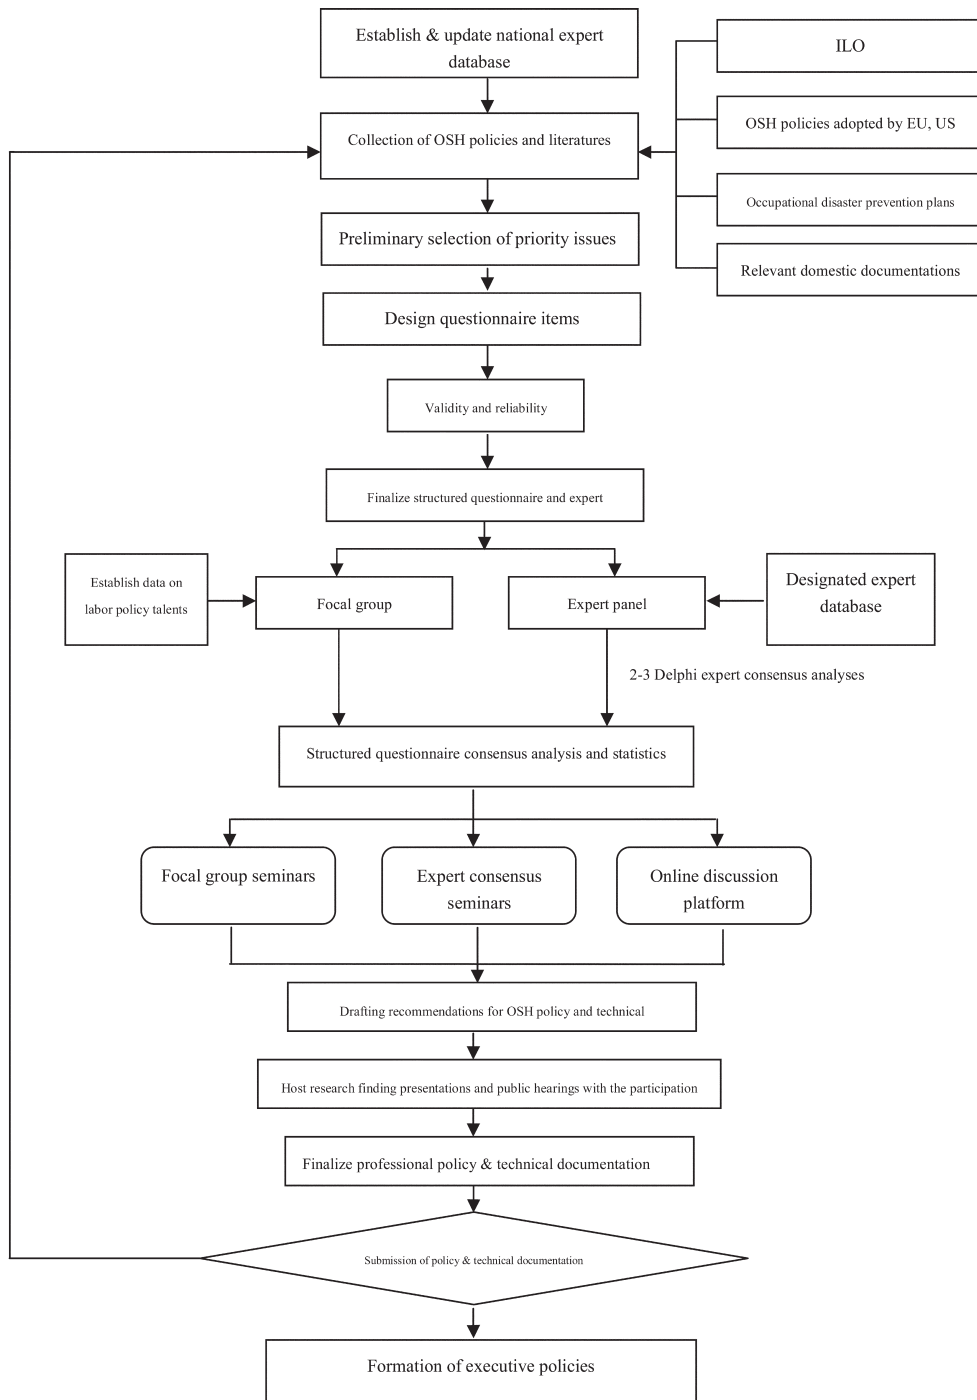 Establish & update national expert
database
ILO
Collection of OSH policies and literatures
OSH policies adopted by EU, US
Occupational disaster prevention plans
Preliminary selection of priority issues
Relevant domestic documentations
Design questionnaire items
Validity and reliability
Finalize structured questionnaire and expert
Establish data on
labor policy talents
Focal group
Expert panel
Designated expert
database
2-3 Delphi expert consensus analyses
Structured questionnaire consensus analysis and statistics
Focal group seminars
Expert consensus
seminars
Online discussion
platform
Drafting recommendations for OSH policy and technical
Host research finding presentations and public hearings with the participation
Finalize professional policy & technical documentation
Submission of policy & technical documentation
Formation of executive policies